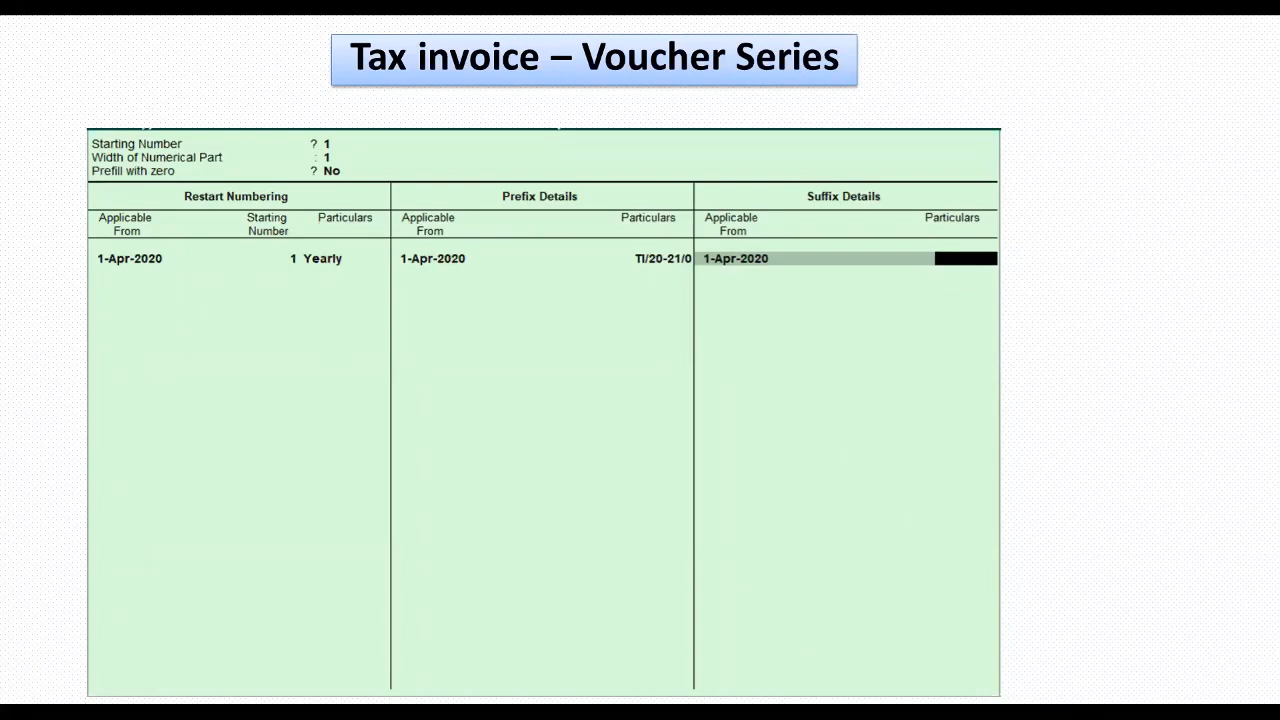 Tax invoice – Voucher Series
Starting Number ? 1
Width of Numerical Part : 1
Prefill with zero ? No
Restart Numbering Prefix Details Suffix Details
Applicable From Starting Number Particulars Applicable From Particulars Applicable From Particulars
1-Apr-2020 1 Yearly 1-Apr-2020 TI/20-21/0 1-Apr-2020